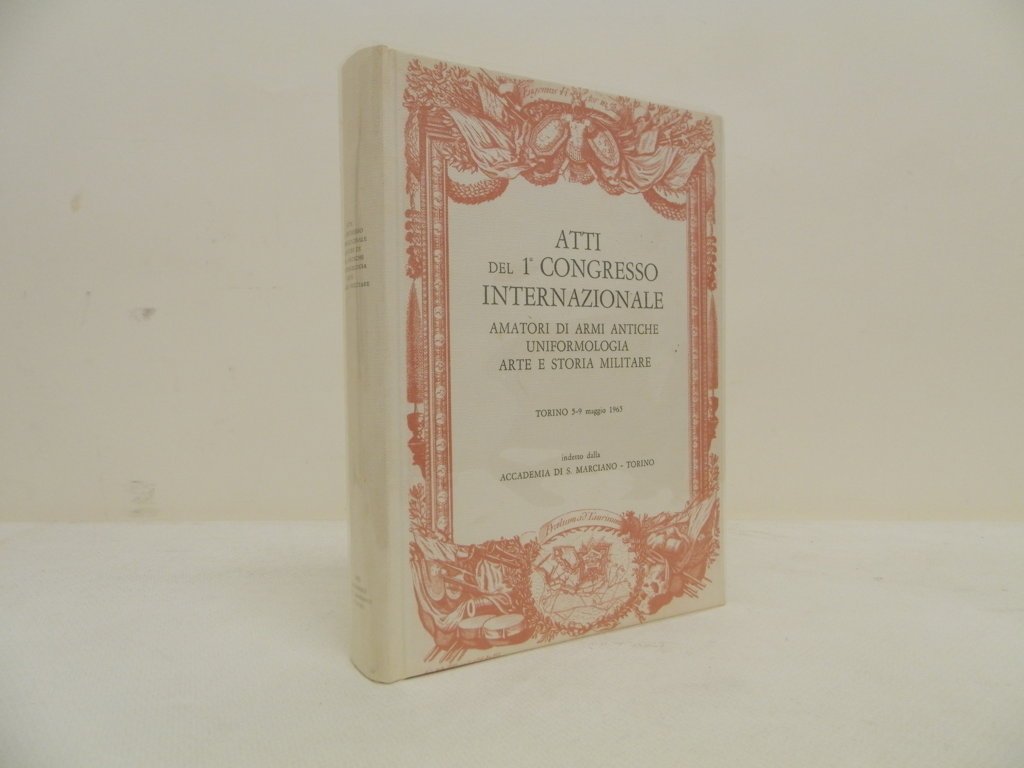 ATTI
DEL 1° CONGRESSO
INTERNAZIONALE
AMATORI DI ARMI ANTICHE
UNIFORMOLOGIA
ARTE E STORIA MILITARE
TORINO 5-9 maggio 1963
indetto dalla
ACCADEMIA DI S. MARCIANO - TORINO